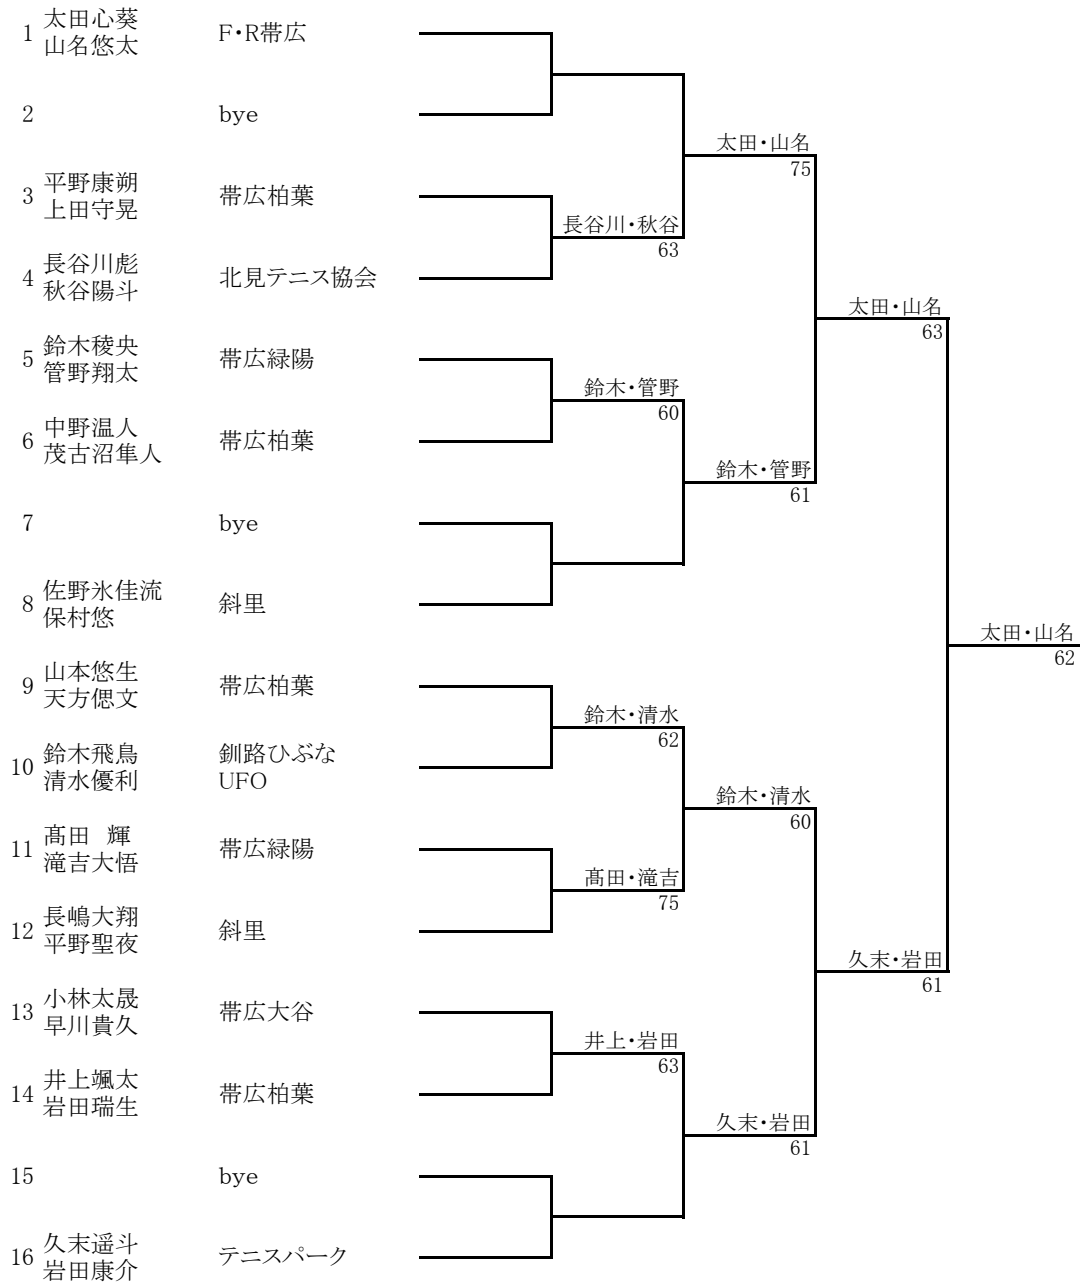 1 太田心葵 F・R帯広
山名悠太
2 bye
太田・山名
75
3 平野康朔 帯広柏葉
上田守晃
長谷川・秋谷
63
4 長谷川彪 北見テニス協会
秋谷陽斗
太田・山名
63
5 鈴木稜央 帯広緑陽
管野翔太
鈴木・管野
60
6 中野温人 帯広柏葉
茂古沼隼人
鈴木・管野
61
7 bye
8 佐野氷佳流 斜里
保村悠
太田・山名
62
9 山本悠生 帯広柏葉
天方偲文
鈴木・清水
62
10 鈴木飛鳥 釧路ひぶな
清水優利 UFO
鈴木・清水
60
11 髙田 輝 帯広緑陽
滝吉大悟
髙田・滝吉
75
12 長嶋大翔 斜里
平野聖夜
久末・岩田
61
13 小林太晟 帯広大谷
早川貴久
井上・岩田
63
14 井上颯太 帯広柏葉
岩田瑞生
久末・岩田
61
15 bye
16 久末遥斗 テニスパーク
岩田康介